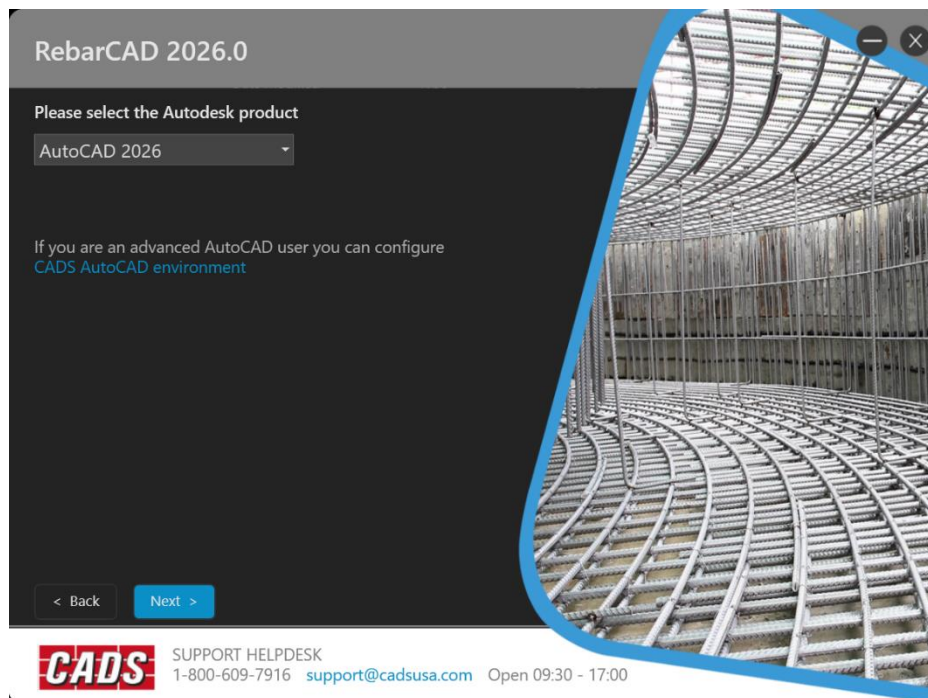 RebarCAD 2026.0
Please select the Autodesk product
AutoCAD 2026
If you are an advanced AutoCAD user you can configure
CADS AutoCAD environment
< Back Next >
CADS
SUPPORT HELPDESK
1-800-609-7916 support@cadsusa.com Open 09:30 - 17:00